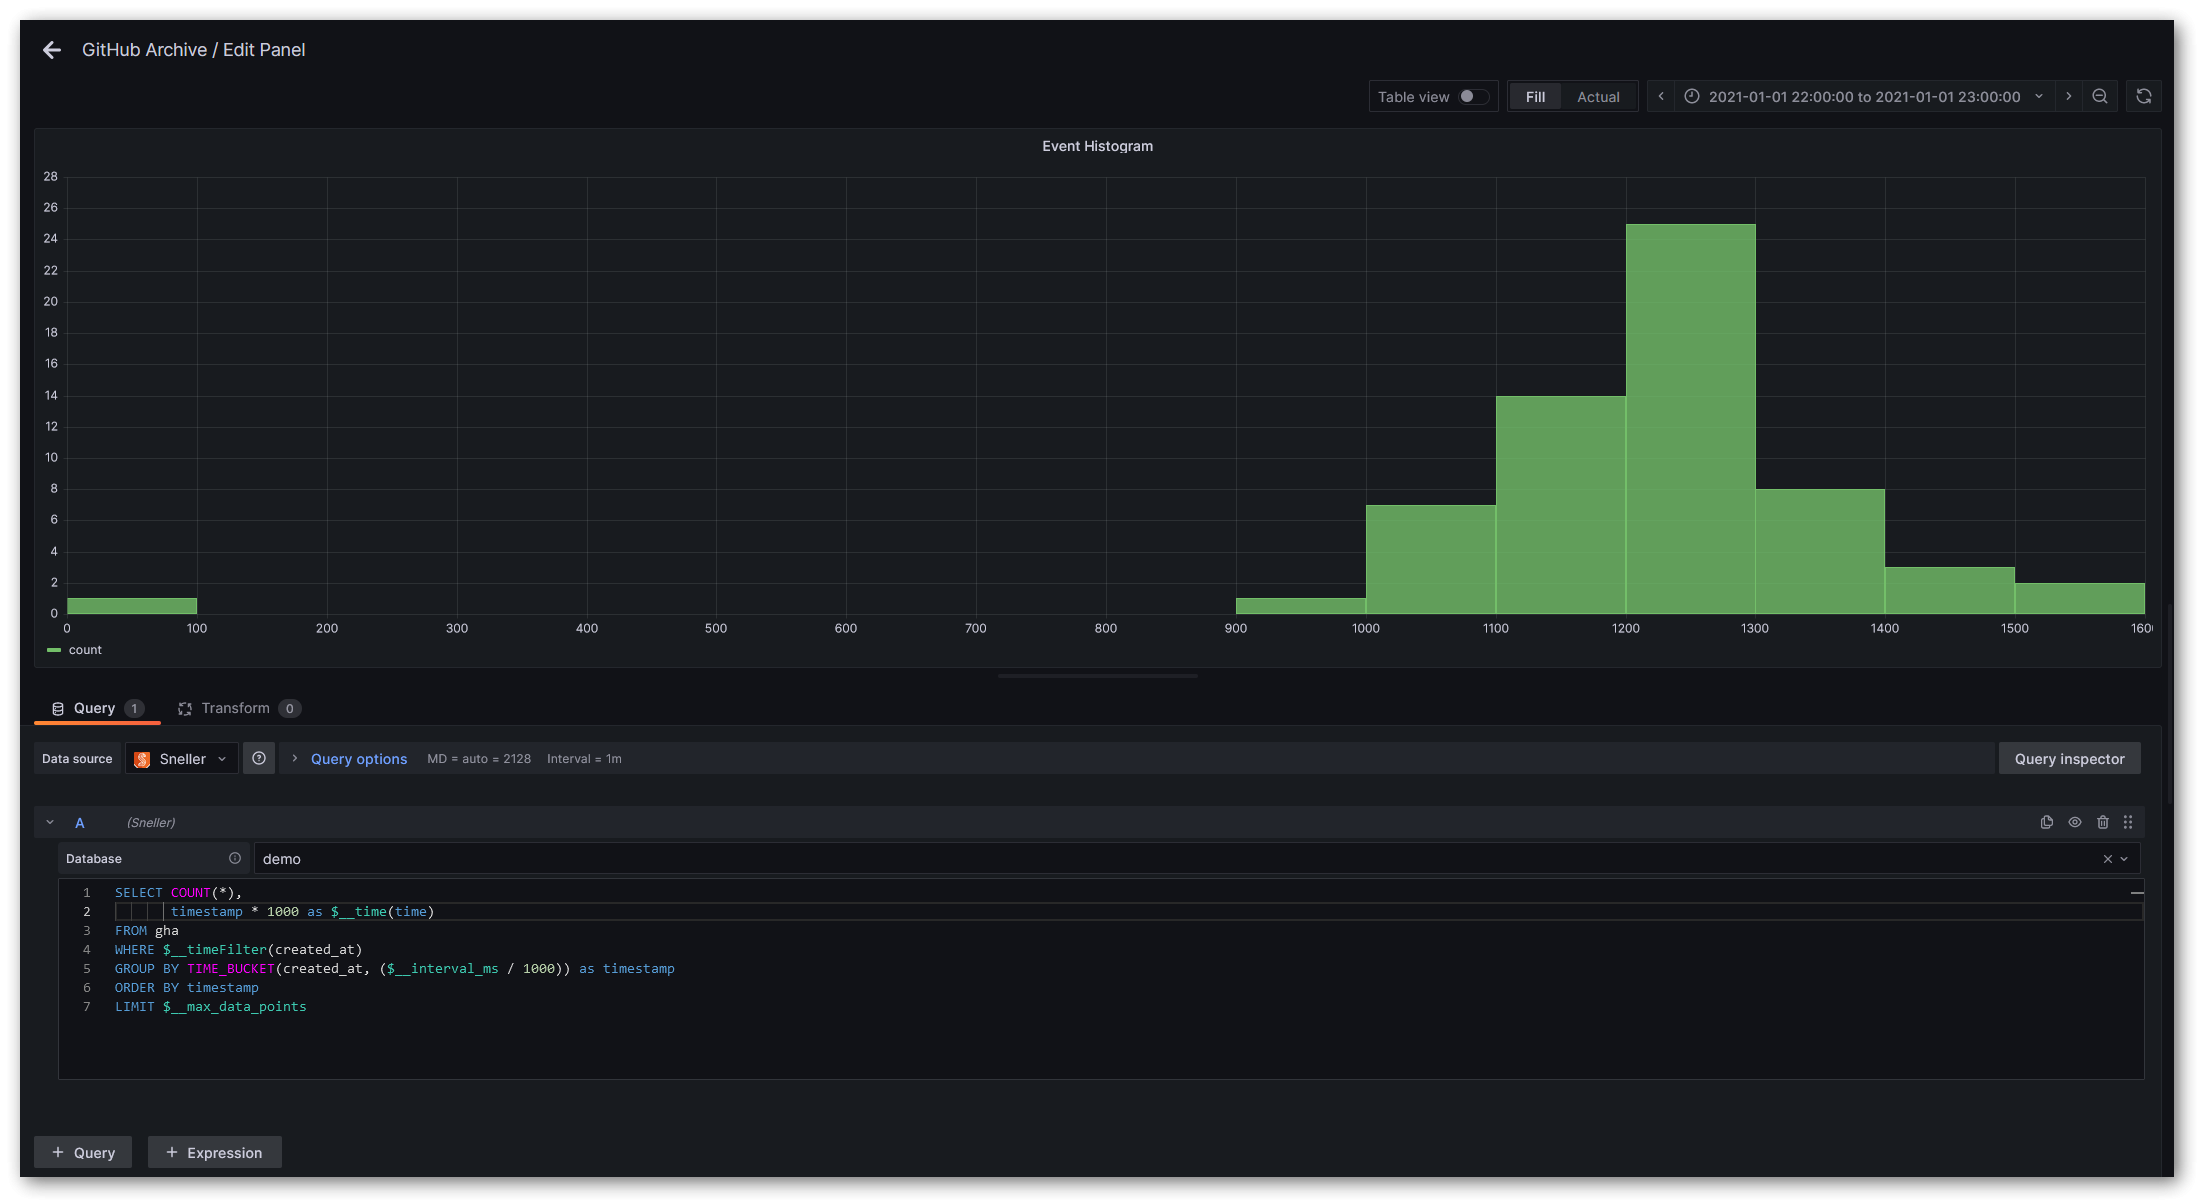 GitHub Archive / Edit Panel
Table view Fill Actual 2021-01-01 22:00:00 to 2021-01-01 23:00:00
Event Histogram
28
26
24
22
20
18
16
14
12
10
8
6
4
2
0
0 100 200 300 400 500 600 700 800 900 1000 1100 1200 1300 1400 1500 160
count
Query 1 Transform 0
Data source Sneller Query options MD = auto = 2128 Interval = 1m Query inspector
A (Sneller)
Database demo
1 SELECT COUNT(*),
2 timestamp * 1000 as $__time(time)
3 FROM gha
4 WHERE $__timeFilter(created_at)
5 GROUP BY TIME_BUCKET(created_at, ($__interval_ms / 1000)) as timestamp
6 ORDER BY timestamp
7 LIMIT $__max_data_points
+ Query + Expression